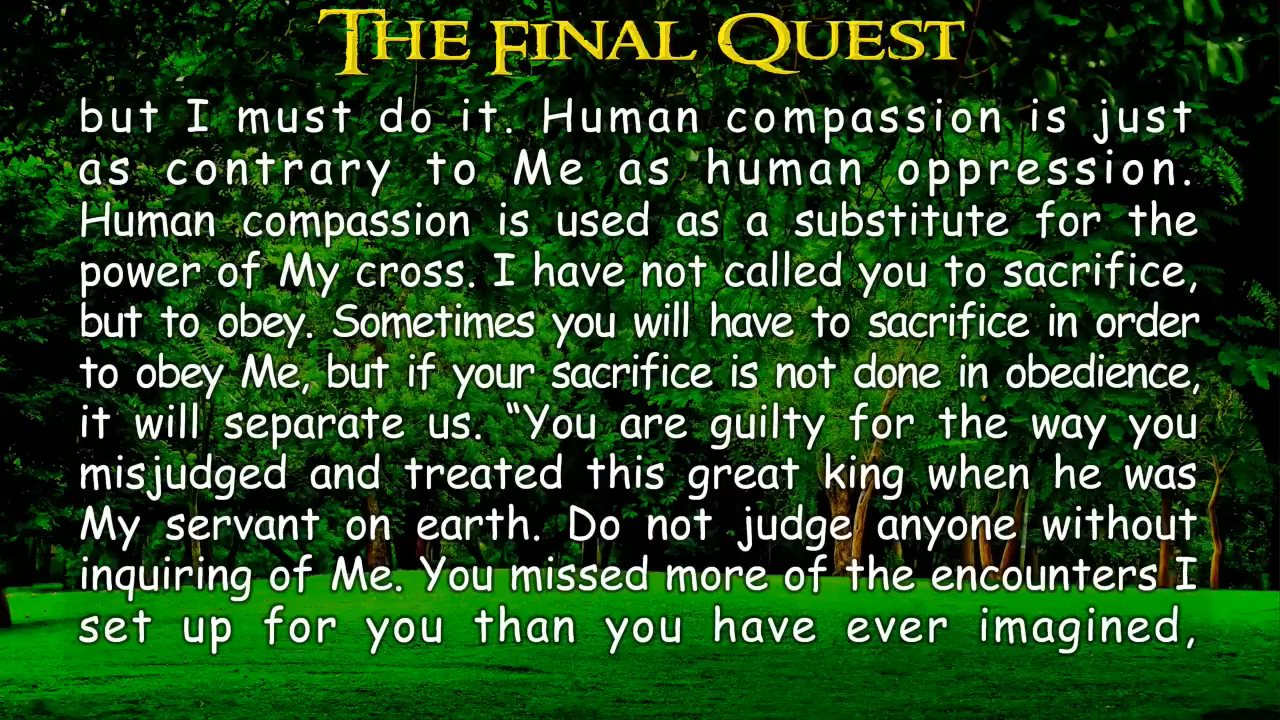 The Final Quest
but I must do it. Human compassion is just
as contrary to Me as human oppression.
Human compassion is used as a substitute for the
power of My cross. I have not called you to sacrifice,
but to obey. Sometimes you will have to sacrifice in order
to obey Me, but if your sacrifice is not done in obedience,
it will separate us. “You are guilty for the way you
misjudged and treated this great king when he was
My servant on earth. Do not judge anyone without
inquiring of Me. You missed more of the encounters I
set up for you than you have ever imagined,